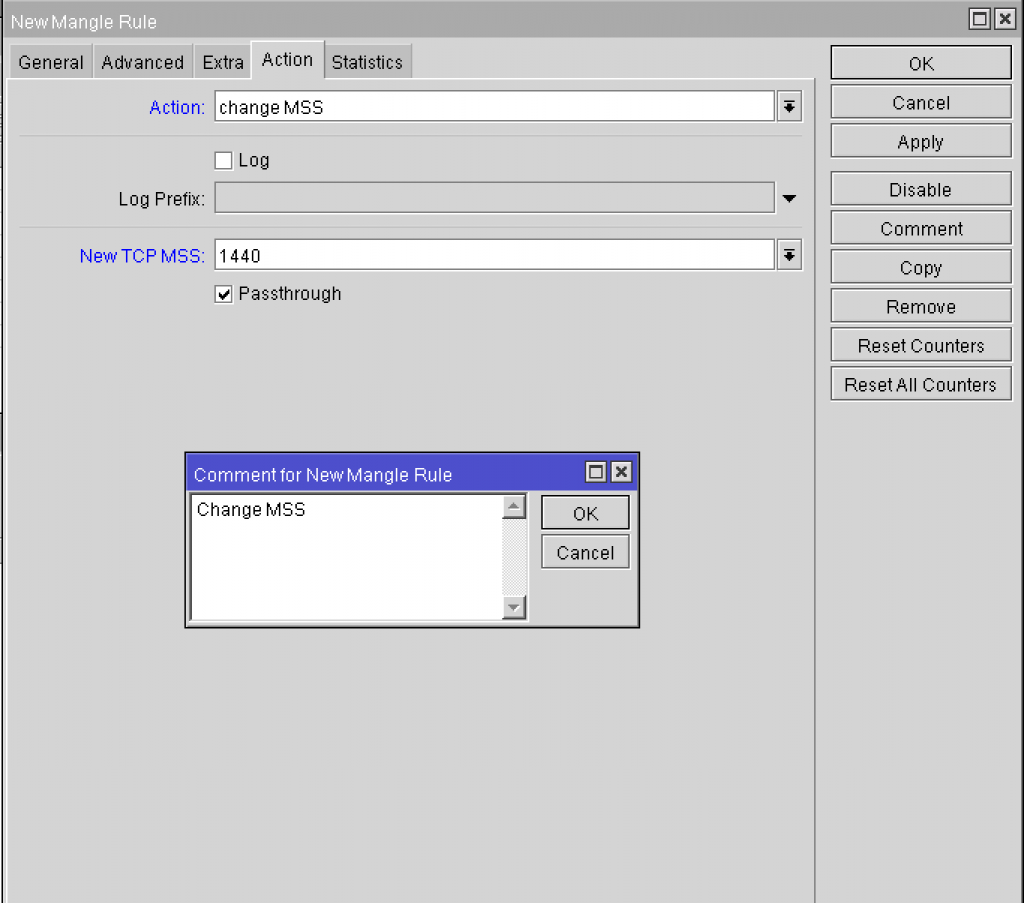 New Mangle Rule
General Advanced Extra Action Statistics
Action: change MSS
Log
Log Prefix:
New TCP MSS: 1440
Passthrough
OK
Cancel
Apply
Disable
Comment
Copy
Remove
Reset Counters
Reset All Counters
Comment for New Mangle Rule
Change MSS
OK
Cancel